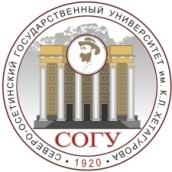 СЕВЕРО-ОСЕТИНСКИЙ ГОСУДАРСТВЕННЫЙ УНИВЕРСИТЕТ ИМ. К.Л. ХЕТАГУРОВА
СОГУ
• 1920 •